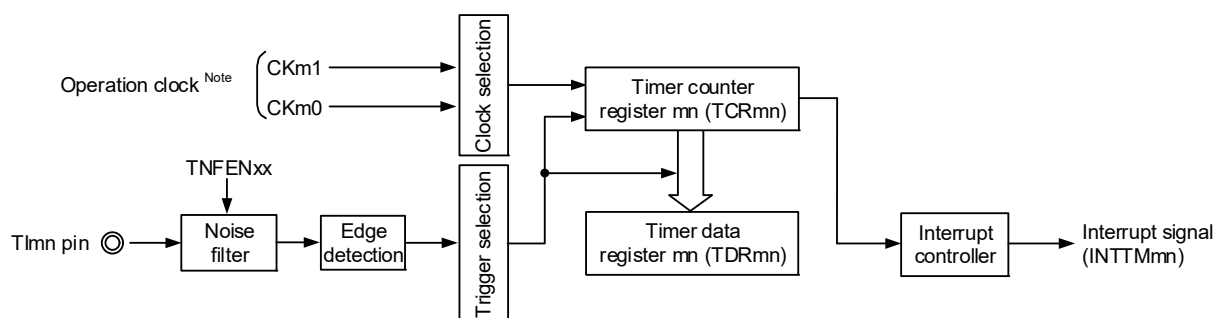 Operation clock Note
CKm1
CKm0
Clock selection
Timer counter
register mn (TCRmn)
TNFENxx
TImn pin
Noise
filter
Edge
detection
Trigger selection
Timer data
register mn (TDRmn)
Interrupt
controller
Interrupt signal
(INTTMmn)